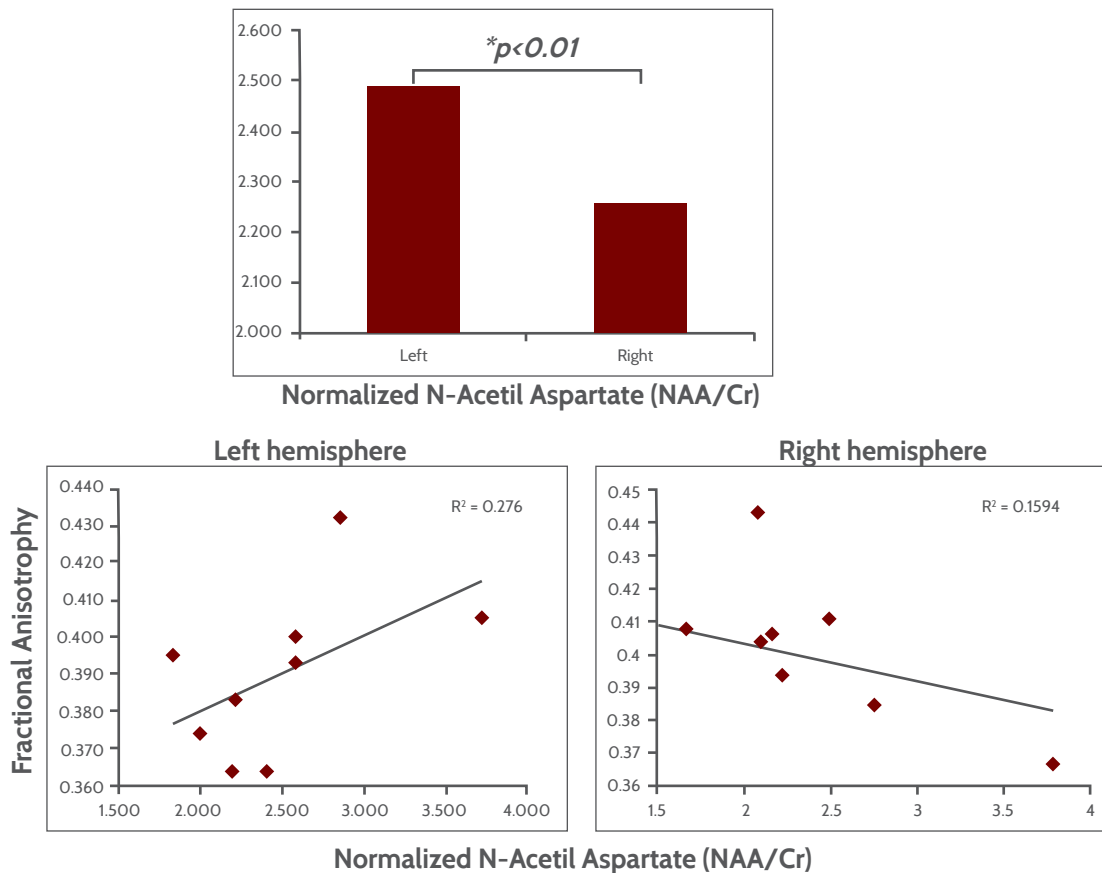 2.600
*p<0.01
2.500
2.400
2.300
2.200
2.100
2.000
Left Right
Normalized N-Acetil Aspartate (NAA/Cr)
Left hemisphere
Fractional Anisotrophy
0.440
R² = 0.276
0.430
0.420
0.410
0.400
0.390
0.380
0.370
0.360
1.500 2.000 2.500 3.000 3.500 4.000
Right hemisphere
0.45
R² = 0.1594
0.44
0.43
0.42
0.41
0.4
0.39
0.38
0.37
0.36
1.5 2 2.5 3 3.5 4
Normalized N-Acetil Aspartate (NAA/Cr)